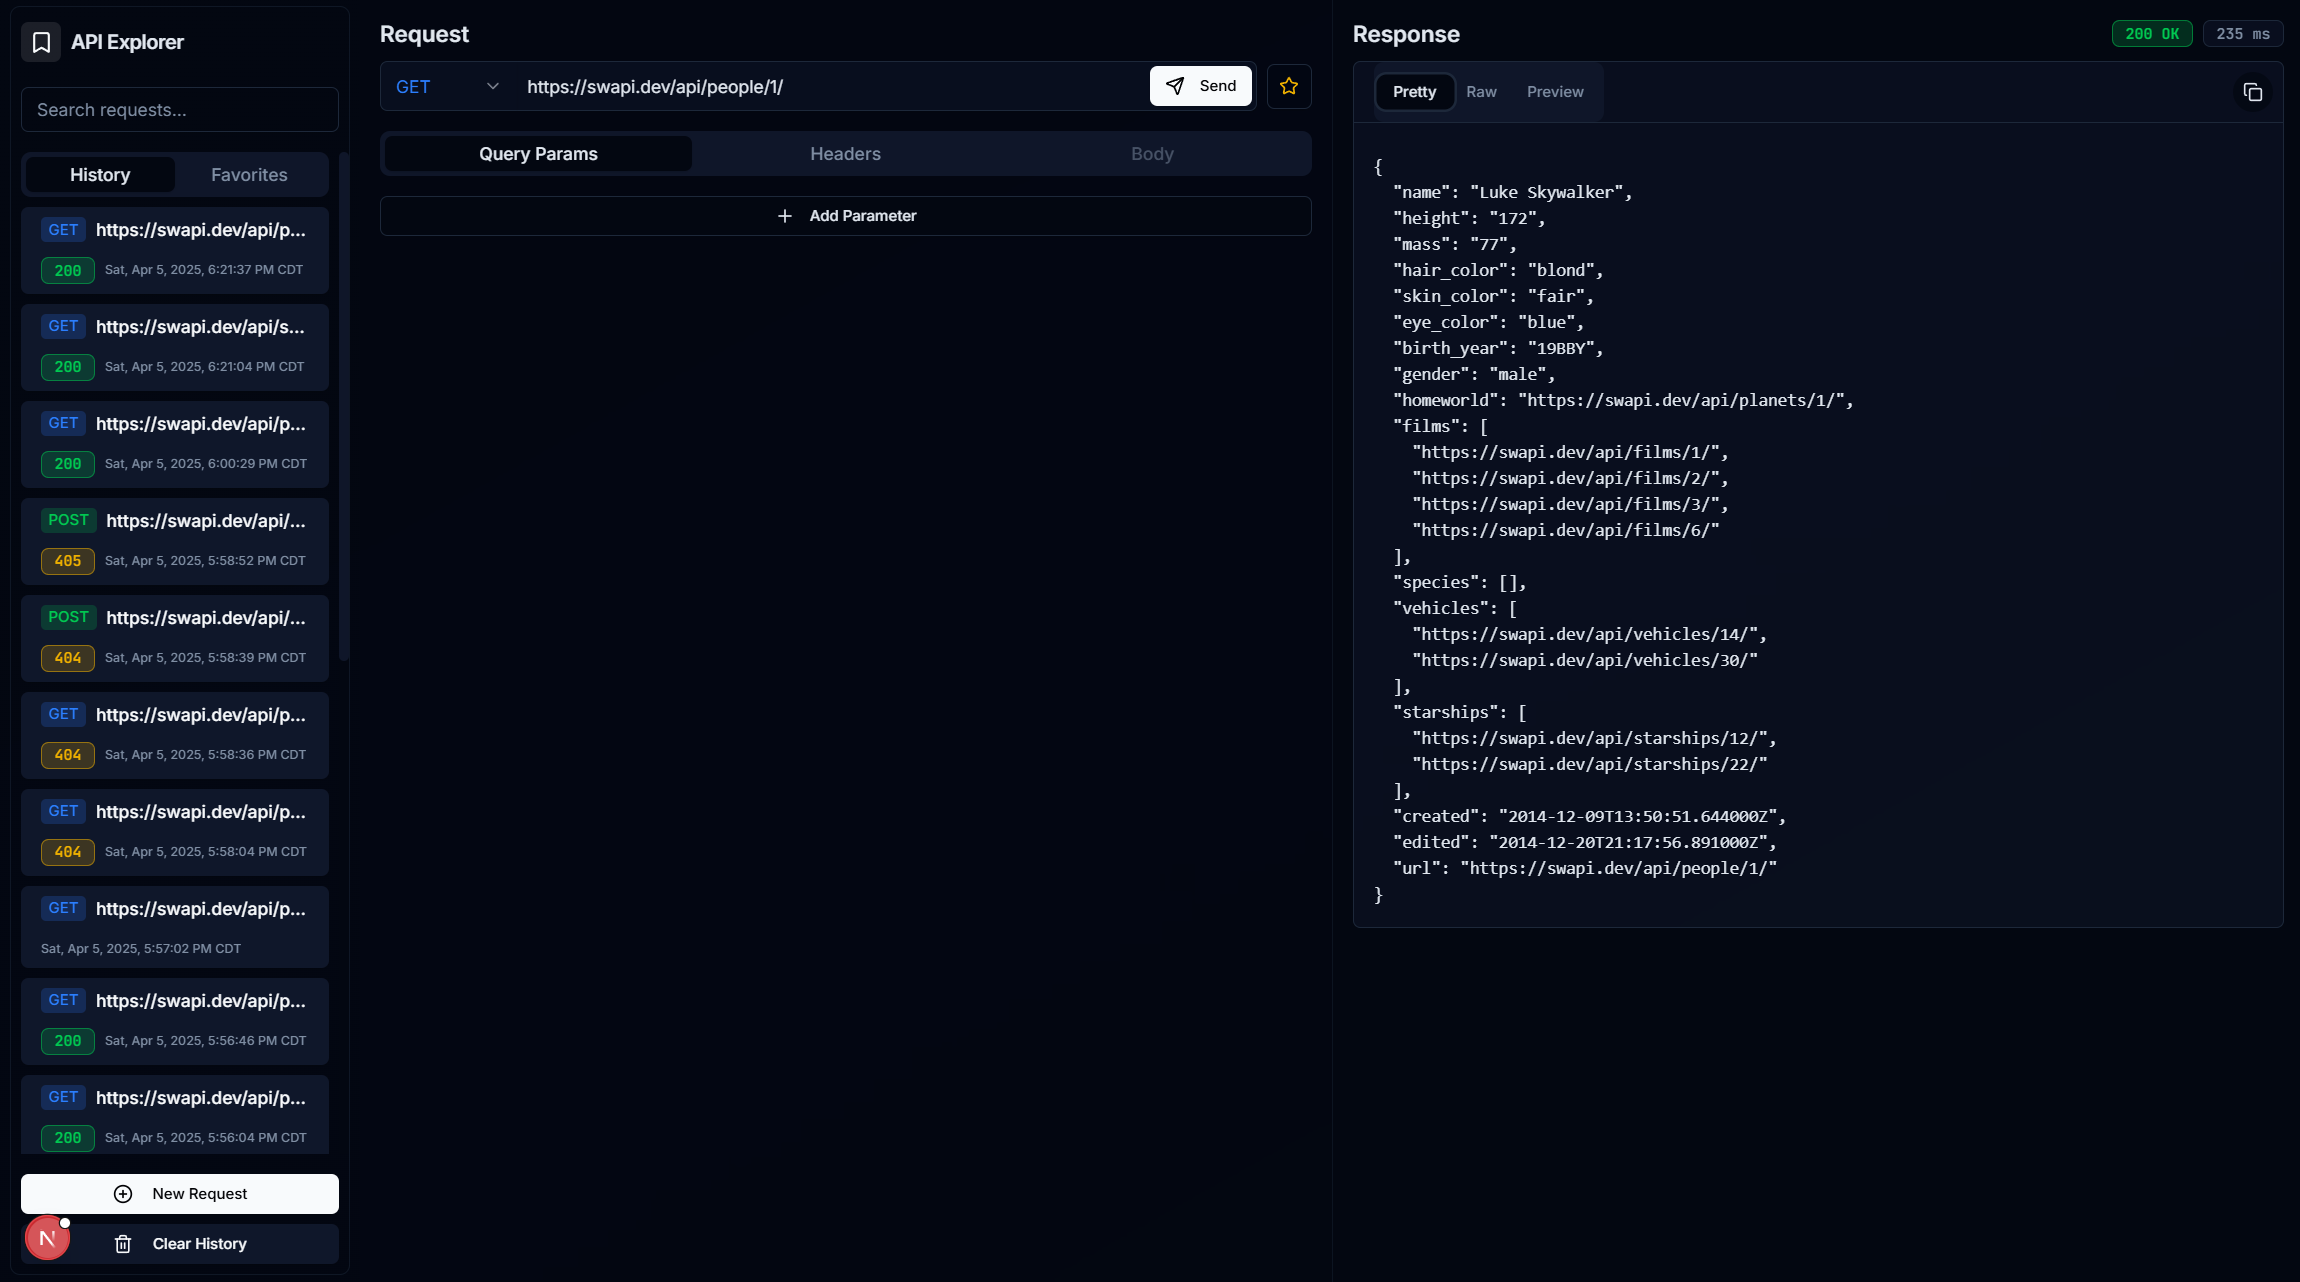 API Explorer
Search requests...
History
Favorites
GET https://swapi.dev/api/p...
200 Sat, Apr 5, 2025, 6:21:37 PM CDT
GET https://swapi.dev/api/s...
200 Sat, Apr 5, 2025, 6:21:04 PM CDT
GET https://swapi.dev/api/p...
200 Sat, Apr 5, 2025, 6:00:29 PM CDT
POST https://swapi.dev/api/...
405 Sat, Apr 5, 2025, 5:58:52 PM CDT
POST https://swapi.dev/api/...
404 Sat, Apr 5, 2025, 5:58:39 PM CDT
GET https://swapi.dev/api/p...
404 Sat, Apr 5, 2025, 5:58:36 PM CDT
GET https://swapi.dev/api/p...
404 Sat, Apr 5, 2025, 5:58:04 PM CDT
GET https://swapi.dev/api/p...
Sat, Apr 5, 2025, 5:57:02 PM CDT
GET https://swapi.dev/api/p...
200 Sat, Apr 5, 2025, 5:56:46 PM CDT
GET https://swapi.dev/api/p...
200 Sat, Apr 5, 2025, 5:56:04 PM CDT
New Request
N
Clear History
Request
GET https://swapi.dev/api/people/1/ Send
Query Params Headers Body
Add Parameter
Response 200 OK 235 ms
Pretty Raw Preview
{
"name": "Luke Skywalker",
"height": "172",
"mass": "77",
"hair_color": "blond",
"skin_color": "fair",
"eye_color": "blue",
"birth_year": "19BBY",
"gender": "male",
"homeworld": "https://swapi.dev/api/planets/1/",
"films": [
"https://swapi.dev/api/films/1/",
"https://swapi.dev/api/films/2/",
"https://swapi.dev/api/films/3/",
"https://swapi.dev/api/films/6/"
],
"species": [],
"vehicles": [
"https://swapi.dev/api/vehicles/14/",
"https://swapi.dev/api/vehicles/30/"
],
"starships": [
"https://swapi.dev/api/starships/12/",
"https://swapi.dev/api/starships/22/"
],
"created": "2014-12-09T13:50:51.644000Z",
"edited": "2014-12-20T21:17:56.891000Z",
"url": "https://swapi.dev/api/people/1/"
}